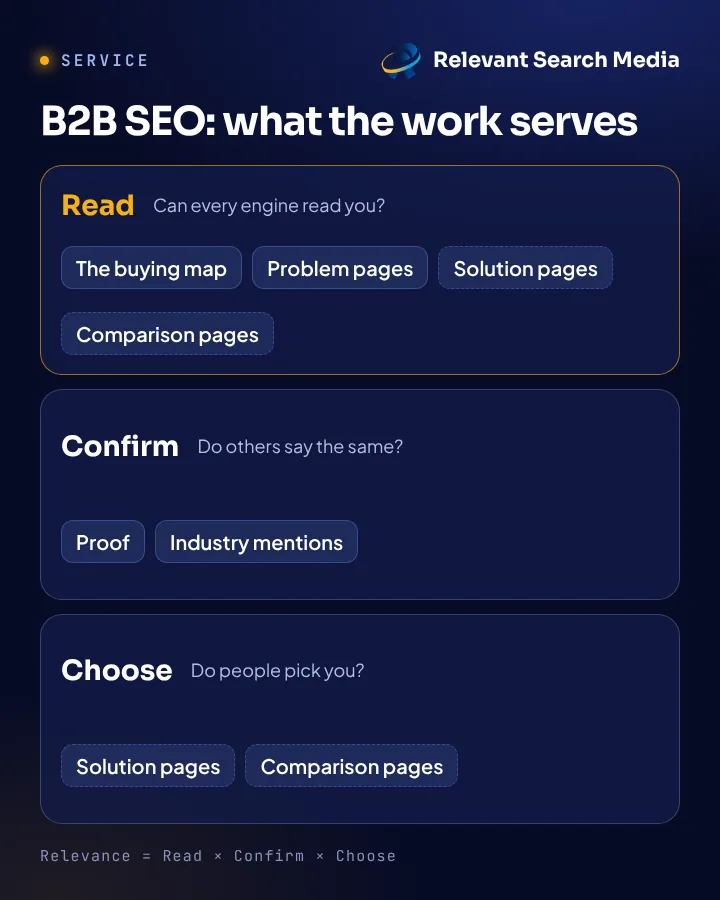 SERVICE
Relevant Search Media
B2B SEO: what the work serves
Read Can every engine read you?
The buying map Problem pages Solution pages
Comparison pages
Confirm Do others say the same?
Proof Industry mentions
Choose Do people pick you?
Solution pages Comparison pages
Relevance = Read × Confirm × Choose